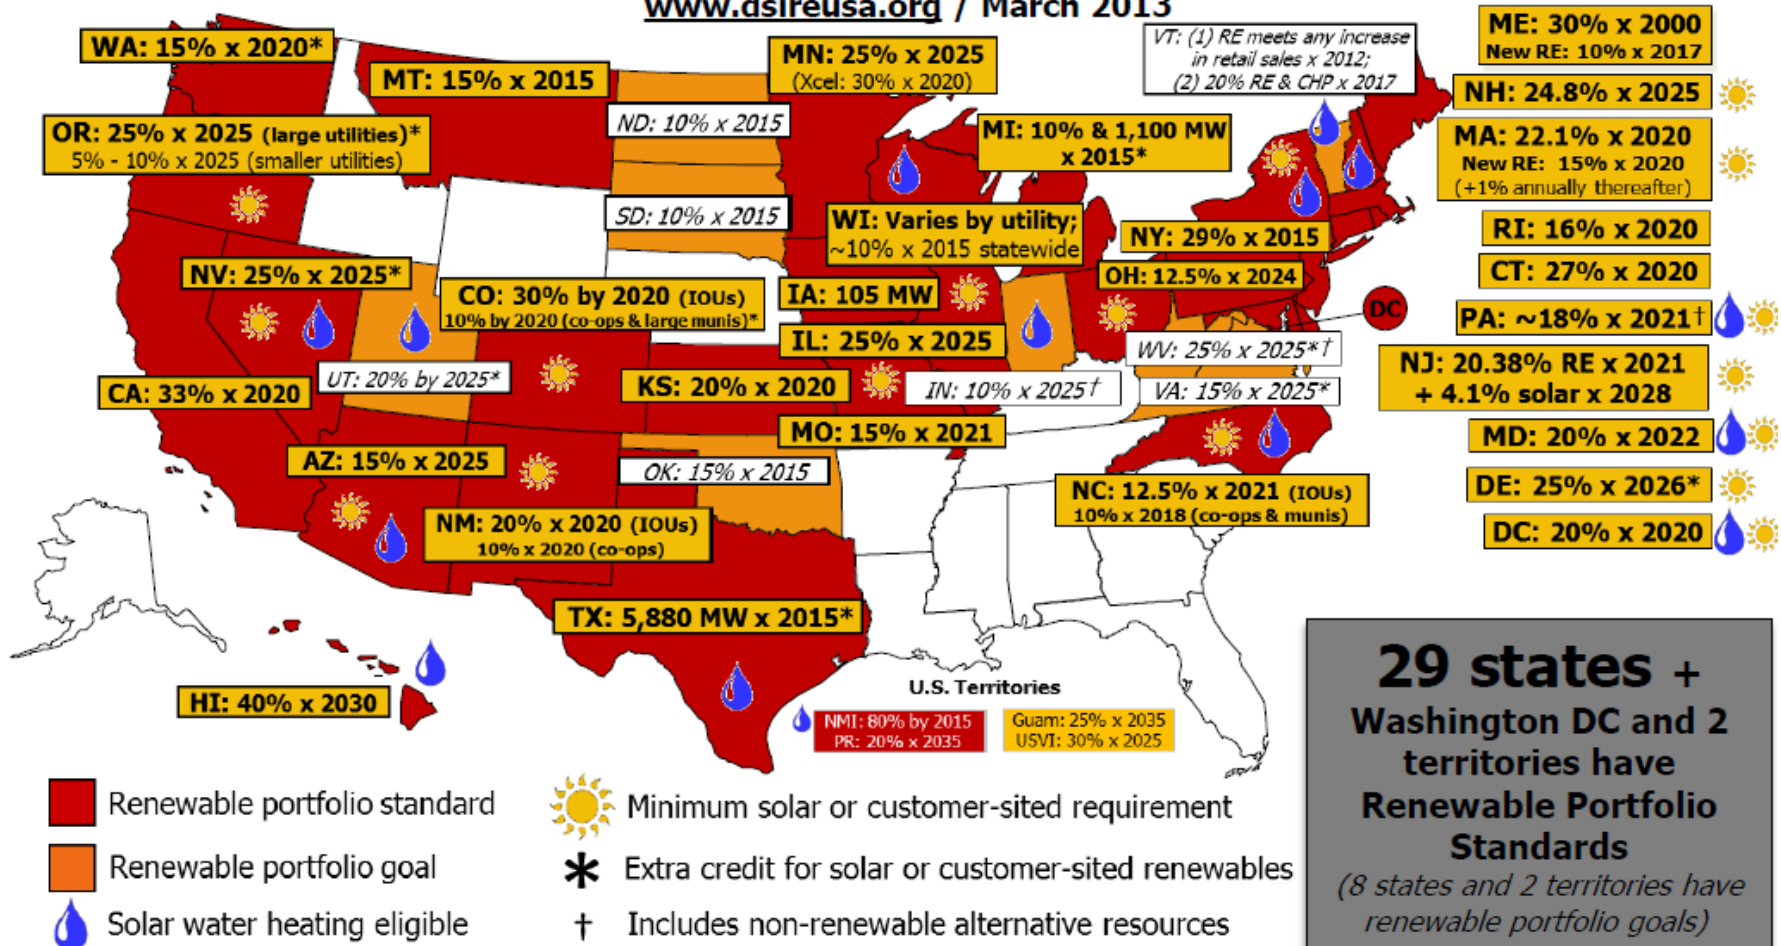 www.dsireusa.org / March 2013
WA: 15% x 2020*
MT: 15% x 2015
MN: 25% x 2025
(Xcel: 30% x 2020)
VT: (1) RE meets any increase
in retail sales x 2012;
(2) 20% RE & CHP x 2017
ME: 30% x 2000
New RE: 10% x 2017
NH: 24.8% x 2025
OR: 25% x 2025 (large utilities)*
5% - 10% x 2025 (smaller utilities)
ND: 10% x 2015
MI: 10% & 1,100 MW
x 2015*
MA: 22.1% x 2020
New RE: 15% x 2020
(+1% annually thereafter)
SD: 10% x 2015
WI: Varies by utility;
~10% x 2015 statewide
NY: 29% x 2015
RI: 16% x 2020
CT: 27% x 2020
NV: 25% x 2025*
CO: 30% by 2020 (IOUs)
10% by 2020 (co-ops & large munis)*
IA: 105 MW
OH: 12.5% x 2024
DC
PA: ~18% x 2021†
IL: 25% x 2025
WV: 25% x 2025*†
NJ: 20.38% RE x 2021
+ 4.1% solar x 2028
UT: 20% by 2025*
CA: 33% x 2020
KS: 20% x 2020
IN: 10% x 2025†
VA: 15% x 2025*
MO: 15% x 2021
MD: 20% x 2022
AZ: 15% x 2025
OK: 15% x 2015
NC: 12.5% x 2021 (IOUs)
10% x 2018 (co-ops & munis)
DE: 25% x 2026*
NM: 20% x 2020 (IOUs)
10% x 2020 (co-ops)
DC: 20% x 2020
TX: 5,880 MW x 2015*
HI: 40% x 2030
U.S. Territories
NMI: 80% by 2015
PR: 20% x 2035
Guam: 25% x 2035
USVI: 30% x 2025
29 states +
Washington DC and 2
territories have
Renewable Portfolio
Standards
(8 states and 2 territories have
renewable portfolio goals)
Renewable portfolio standard
Renewable portfolio goal
Solar water heating eligible
Minimum solar or customer-sited requirement
* Extra credit for solar or customer-sited renewables
† Includes non-renewable alternative resources